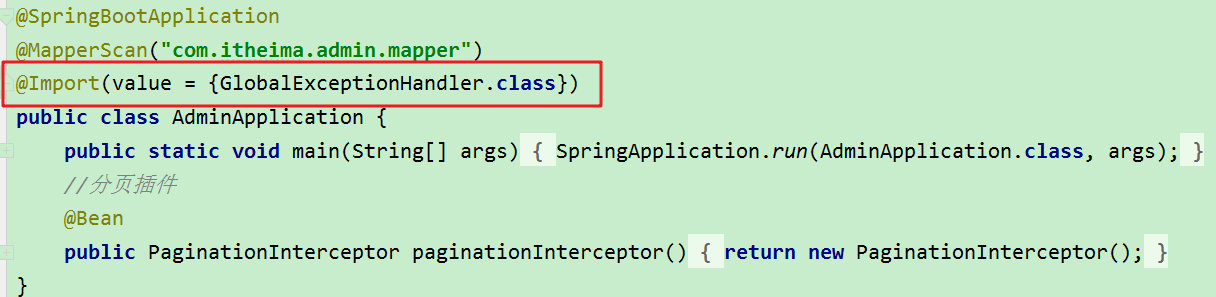 @SpringBootApplication
@MapperScan("com.itheima.admin.mapper")
@Import(value = {GlobalExceptionHandler.class})
public class AdminApplication {
    public static void main(String[] args) { SpringApplication.run(AdminApplication.class, args); }
    //分页插件
    @Bean
    public PaginationInterceptor paginationInterceptor() { return new PaginationInterceptor(); }
}